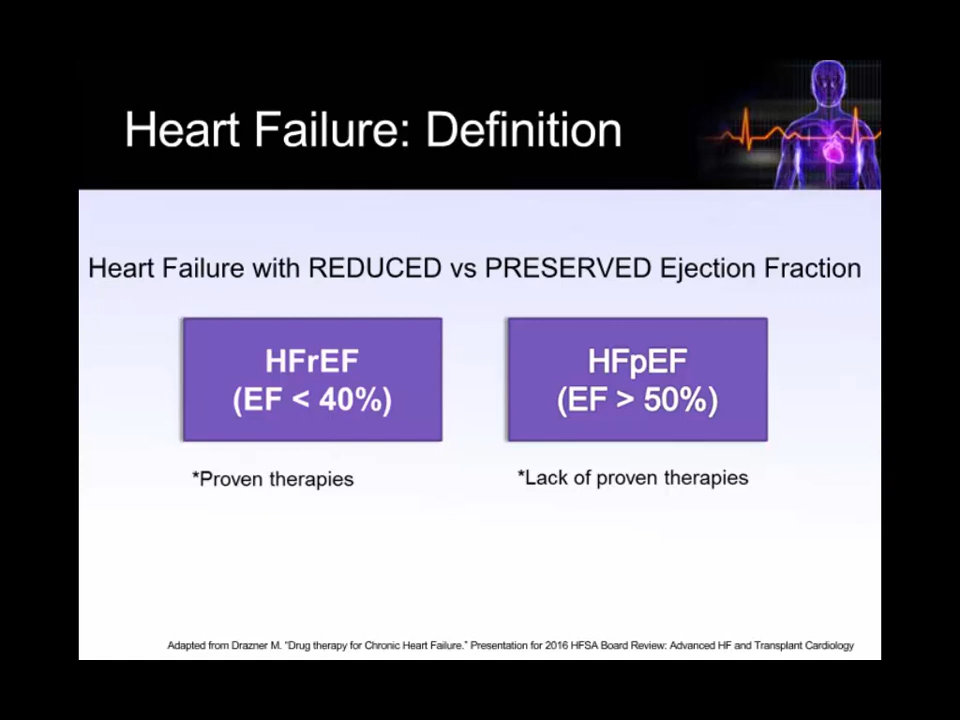 Heart Failure: Definition
Heart Failure with REDUCED vs PRESERVED Ejection Fraction
HFrEF
(EF < 40%)
*Proven therapies
HFpEF
(EF > 50%)
*Lack of proven therapies
Adapted from Drazner M. "Drug therapy for Chronic Heart Failure." Presentation for 2016 HFSA Board Review: Advanced HF and Transplant Cardiology